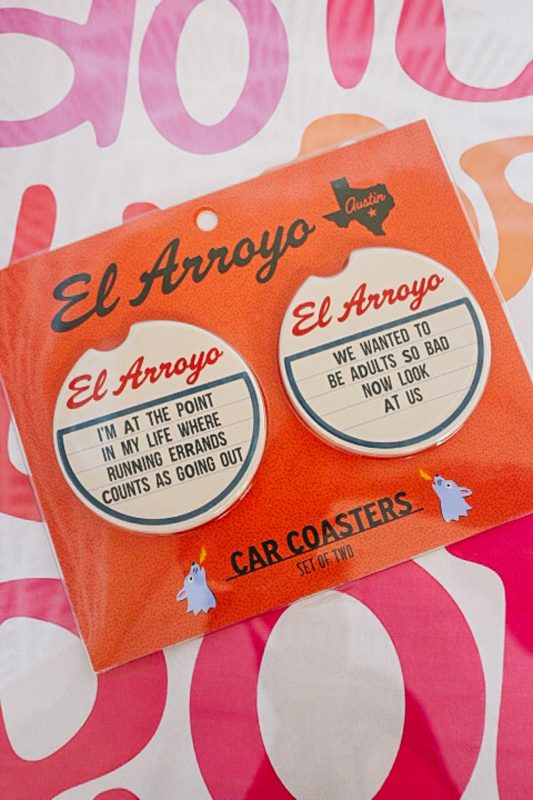 El Arroyo
Austin
El Arroyo
I'M AT THE POINT
IN MY LIFE WHERE
RUNNING ERRANDS
COUNTS AS GOING OUT
El Arroyo
WE WANTED TO
BE ADULTS SO BAD
NOW LOOK
AT US
CAR COASTERS
SET OF TWO